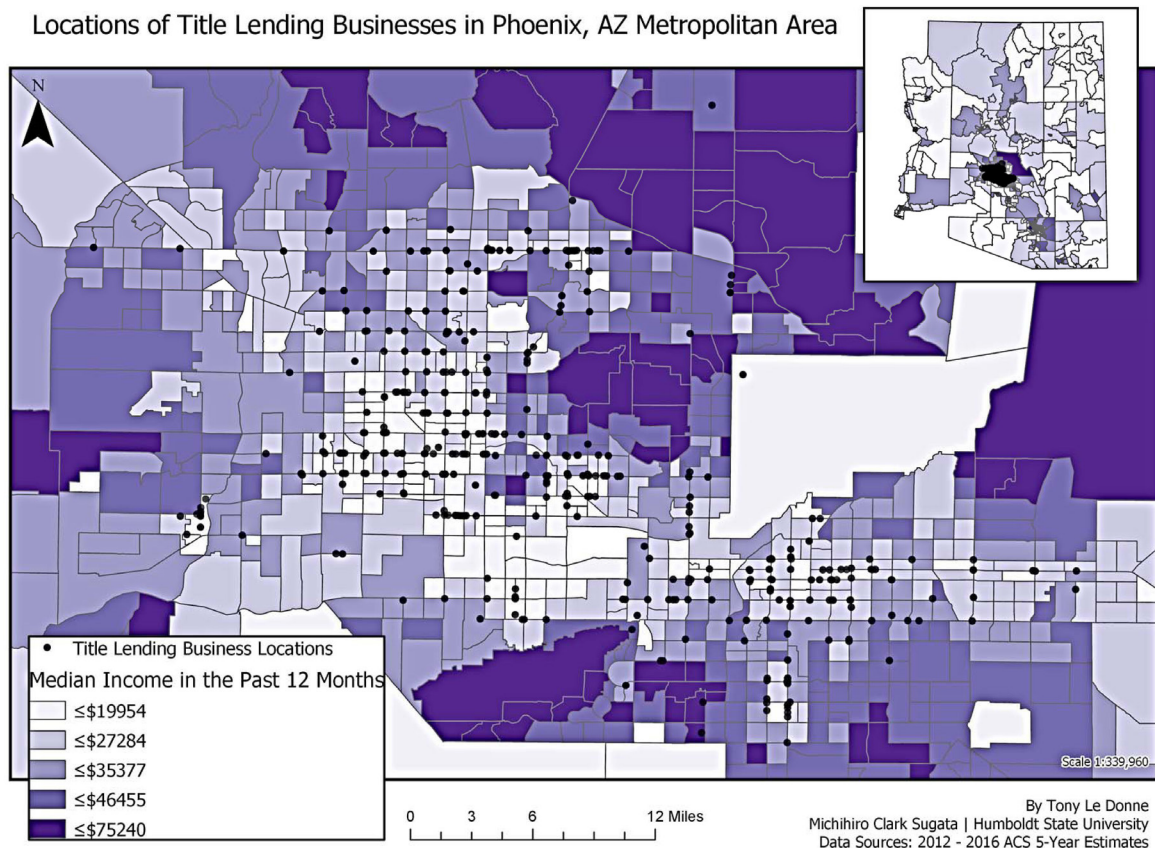 Locations of Title Lending Businesses in Phoenix, AZ Metropolitan Area
N
Title Lending Business Locations
Median Income in the Past 12 Months
≤$19954
≤$27284
≤$35377
≤$46455
≤$75240
Scale 1:339,960
0 3 6 12 Miles
By Tony Le Donne
Michihiro Clark Sugata | Humboldt State University
Data Sources: 2012 - 2016 ACS 5-Year Estimates